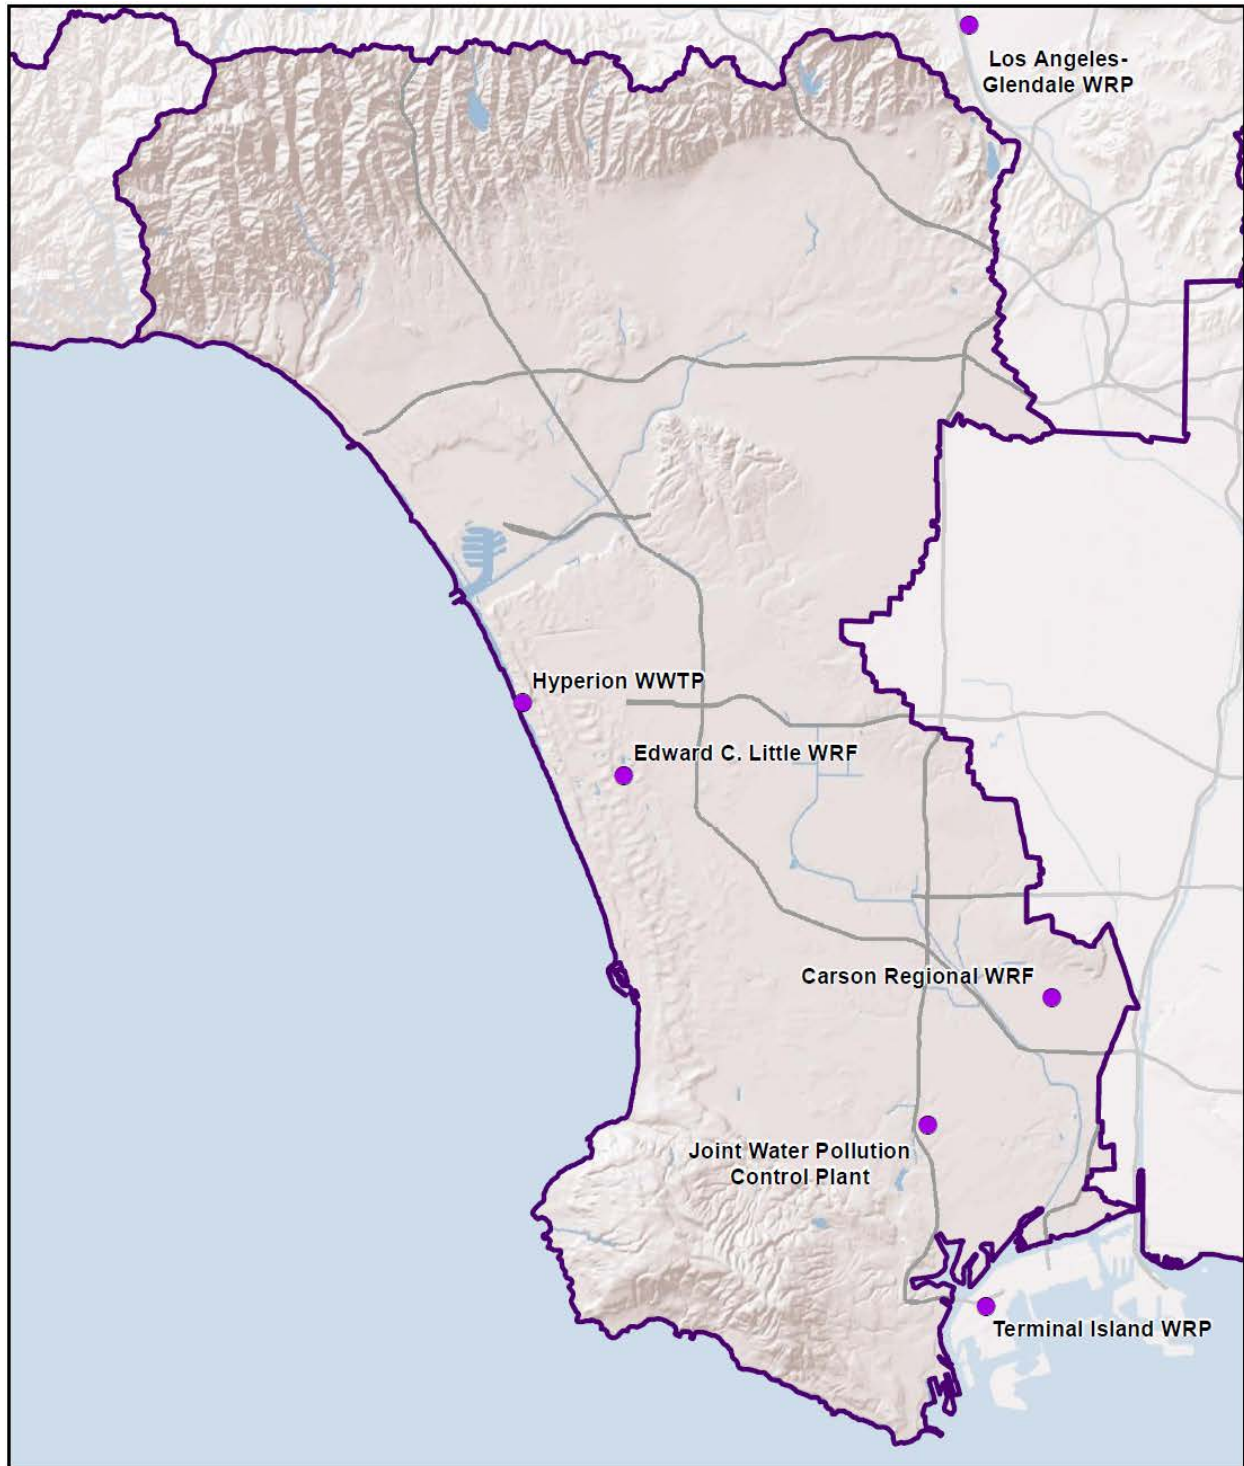 Los Angeles-
Glendale WRP
Hyperion WWTP
Edward C. Little WRF
Carson Regional WRF
Joint Water Pollution
Control Plant
Terminal Island WRP